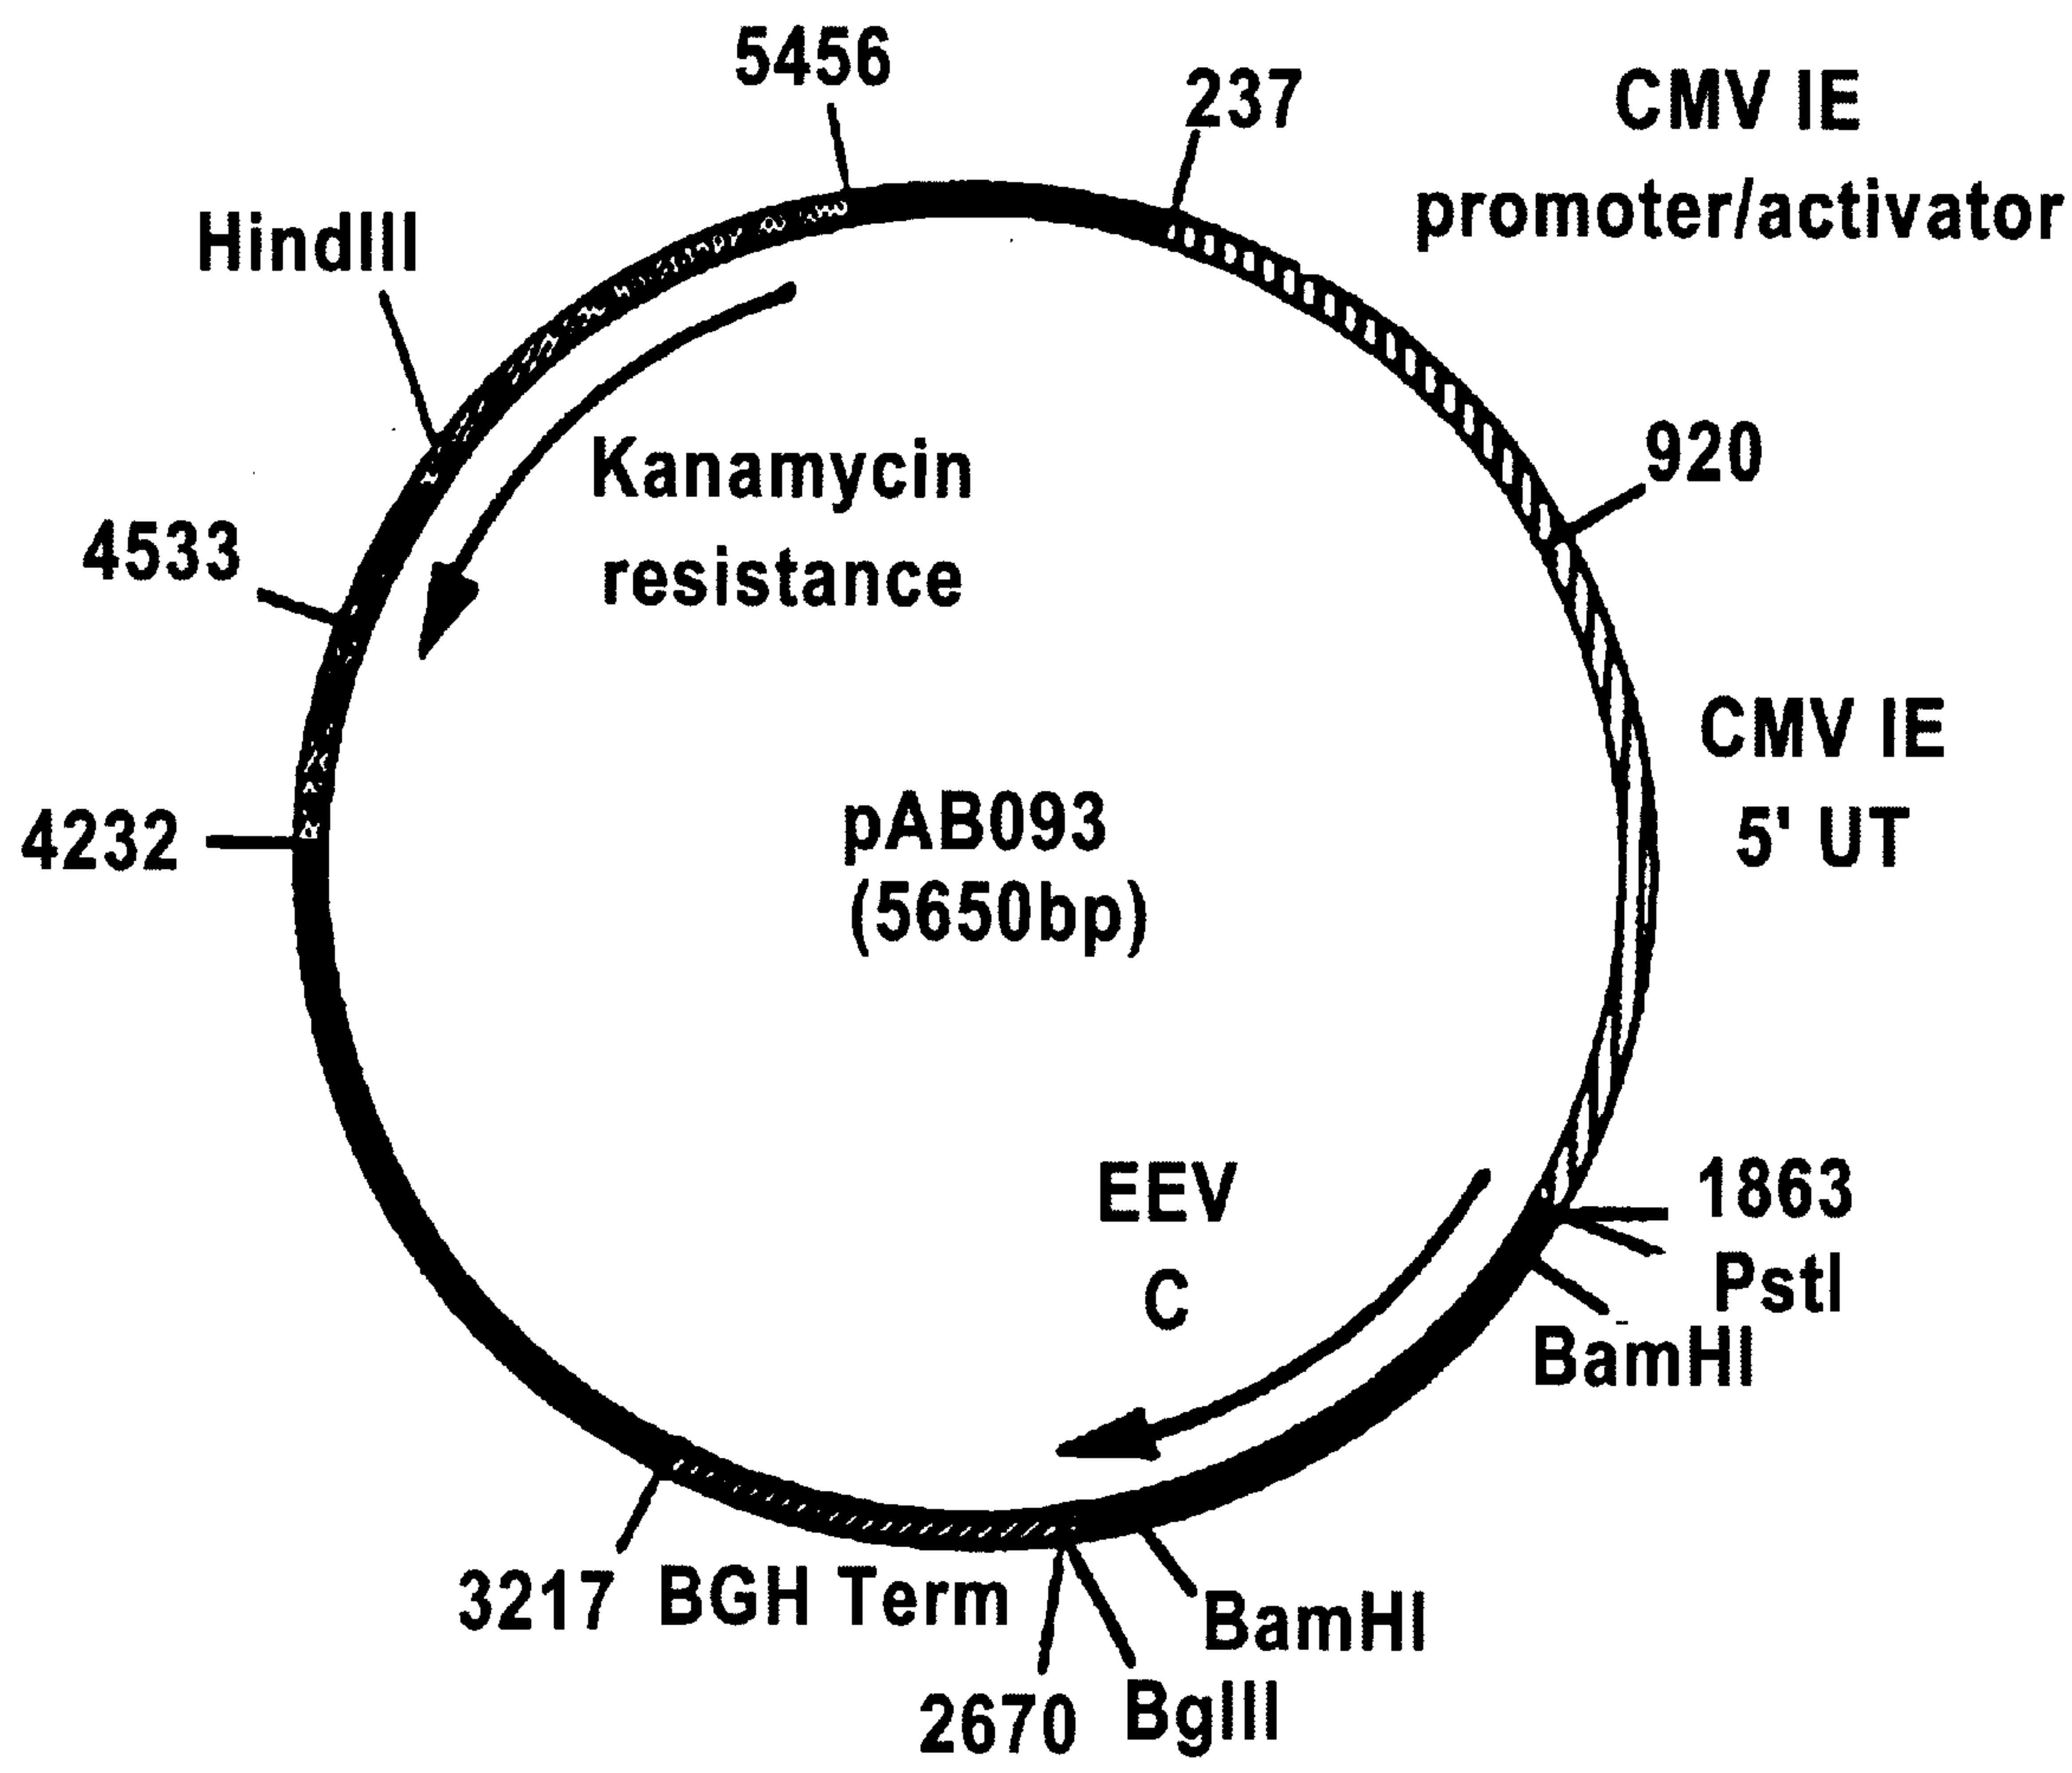 5456
237
CMV IE
promoter/activator
HindIII
920
Kanamycin
resistance
4533
CMV IE
5' UT
pAB093
(5650bp)
4232
EEV
C
1863
PstI
BamHI
3217
BGH Term
BamHI
2670
BglII